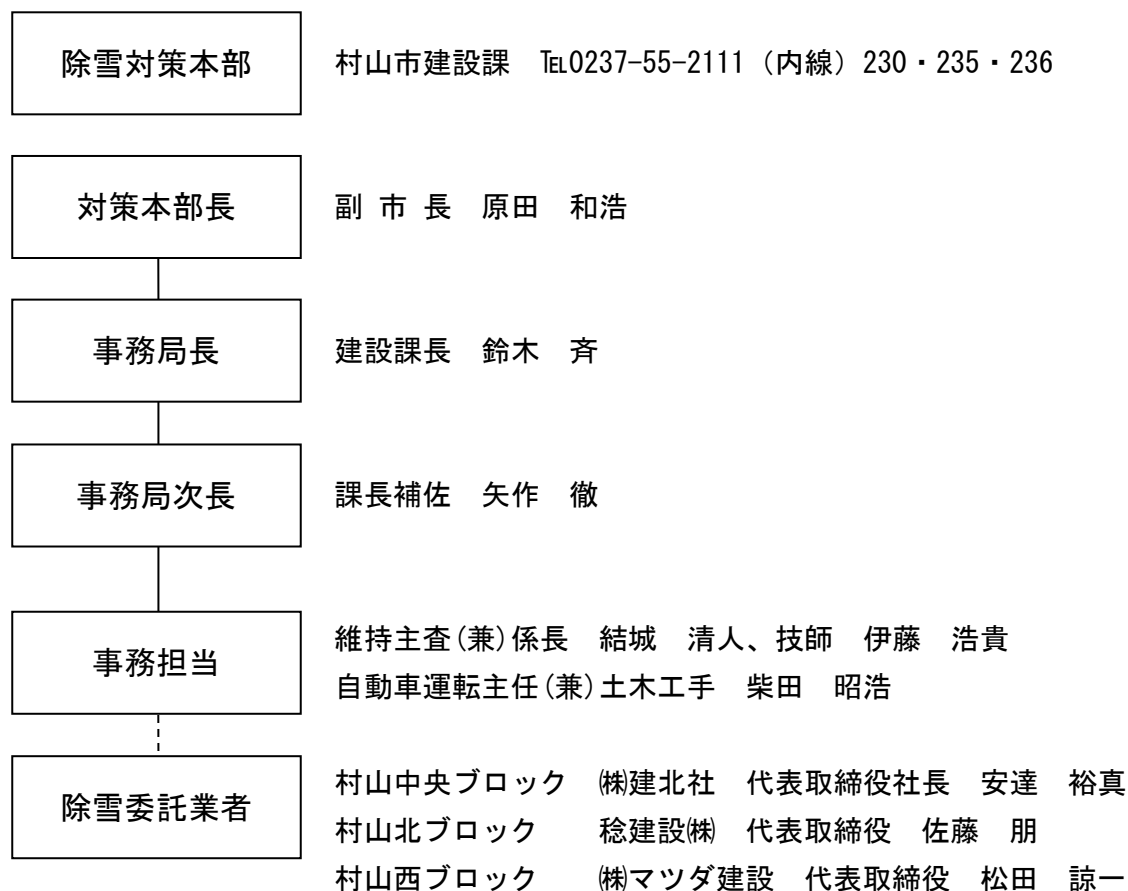 除雪対策本部　村山市建設課　℡0237-55-2111（内線）230・235・236
対策本部長　副 市 長　原田　和浩
事務局長　建設課長　鈴木　斉
事務局次長　課長補佐　矢作　徹
事務担当　維持主査(兼)係長　結城　清人、技師　伊藤　浩貴
自動車運転主任(兼)土木工手　柴田　昭浩
除雪委託業者　村山中央ブロック　㈱建北社　代表取締役社長　安達　裕真
村山北ブロック　稔建設㈱　代表取締役　佐藤　朋
村山西ブロック　㈱マツダ建設　代表取締役　松田　諒一